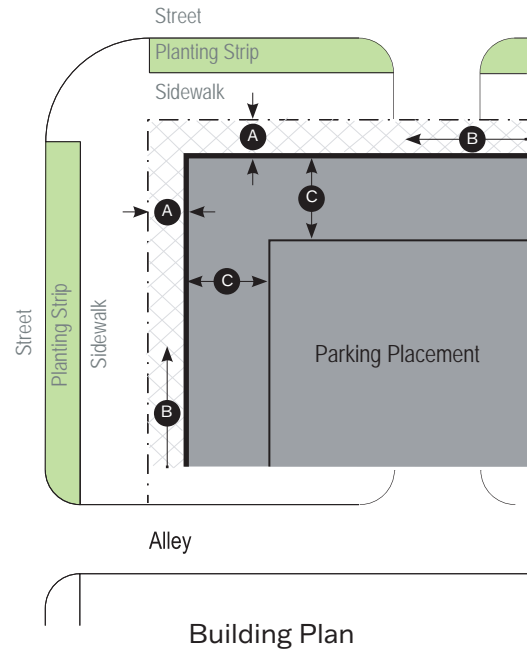 Street
Planting Strip
Sidewalk
A
B
A
C
C
Parking Placement
Street
Planting Strip
Sidewalk
B
Alley
Building Plan